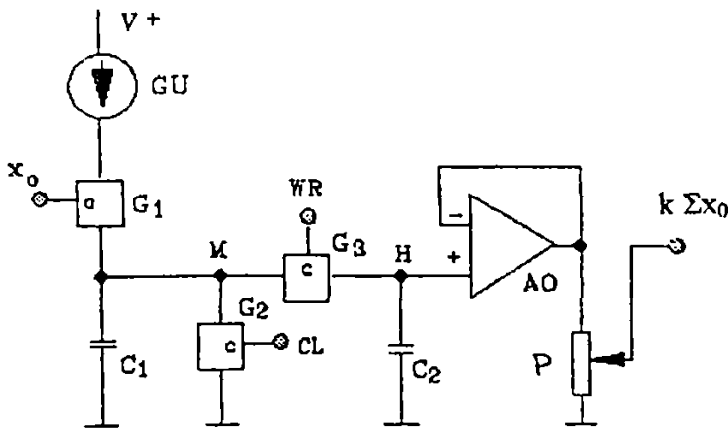 V +
GU
x₀
a
G₁
WR
k Σx₀
M
G₃
c
H
−
+
AO
G₂
c
CL
C₁
C₂
P